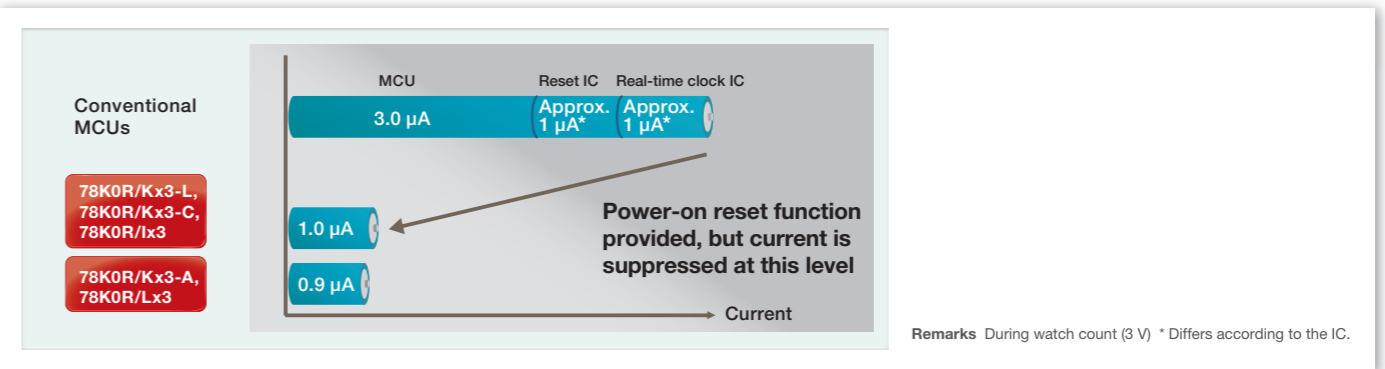 MCU Reset IC Real-time clock IC
Conventional
MCUs
3.0 µA
Approx.
1 µA*
Approx.
1 µA*
78K0R/Kx3-L,
78K0R/Kx3-C,
78K0R/Ix3
1.0 µA
Power-on reset function
provided, but current is
suppressed at this level
78K0R/Kx3-A,
78K0R/Lx3
0.9 µA
Current
Remarks During watch count (3 V) * Differs according to the IC.